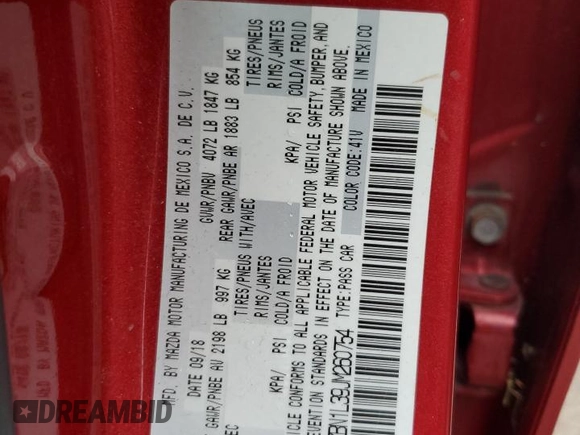 MFD. BY MAZDA MOTOR MANUFACTURING DE MEXICO S.A. DE C.V.
DATE 09/18 GVWR/PNBV 4072 LB 1847 KG
GAWR/PNBE AV 2198 LB 997 KG REAR GAWR/PNBE AR 1883 LB 854 KG
TIRES/PNEUS WITH/AVEC TIRES/PNEUS
RIMS/JANTES RIMS/JANTES
KPA/ PSI COLD/A FROID KPA/ PSI COLD/A FROID
CONFORMS TO ALL APPLICABLE FEDERAL MOTOR VEHICLE SAFETY, BUMPER, AND
PREVENTION STANDARDS IN EFFECT ON THE DATE OF MANUFACTURE SHOWN ABOVE.
3BN1L39JM260754 TYPE:PASS CAR COLOR CODE:41V MADE IN MEXICO
RIDESAFELY